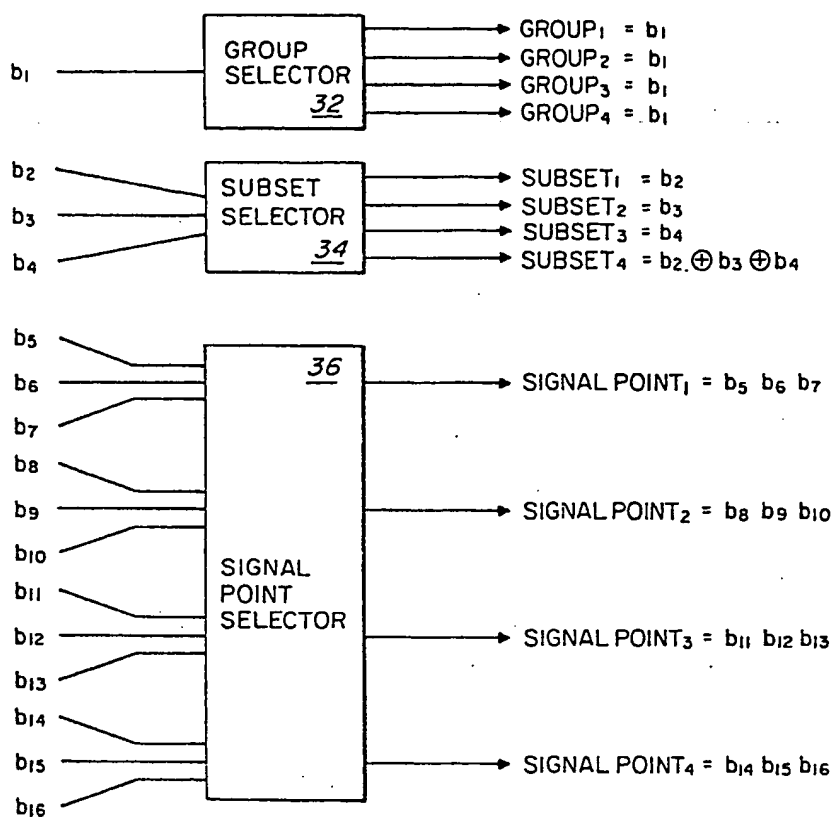 b₁
GROUP
SELECTOR
32
GROUP₁ = b₁
GROUP₂ = b₁
GROUP₃ = b₁
GROUP₄ = b₁
b₂
b₃
b₄
SUBSET
SELECTOR
34
SUBSET₁ = b₂
SUBSET₂ = b₃
SUBSET₃ = b₄
SUBSET₄ = b₂ ⊕ b₃ ⊕ b₄
b₅
b₆
b₇
b₈
b₉
b₁₀
b₁₁
b₁₂
b₁₃
b₁₄
b₁₅
b₁₆
36
SIGNAL
POINT
SELECTOR
SIGNAL POINT₁ = b₅ b₆ b₇
SIGNAL POINT₂ = b₈ b₉ b₁₀
SIGNAL POINT₃ = b₁₁ b₁₂ b₁₃
SIGNAL POINT₄ = b₁₄ b₁₅ b₁₆